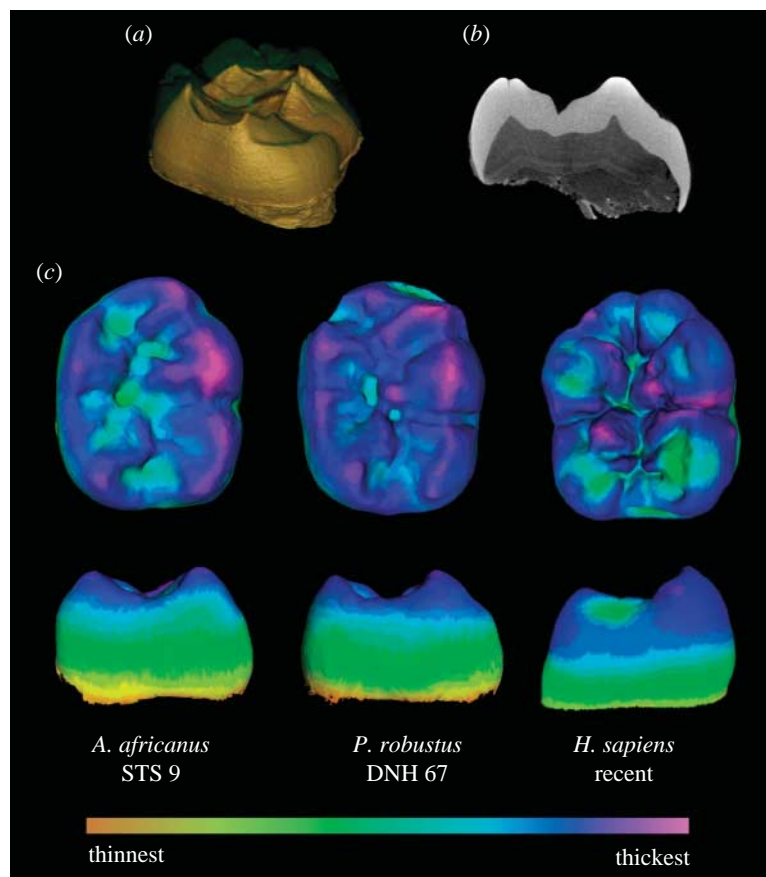 (a)
(b)
(c)
A. africanus
STS 9
P. robustus
DNH 67
H. sapiens
recent
thinnest
thickest